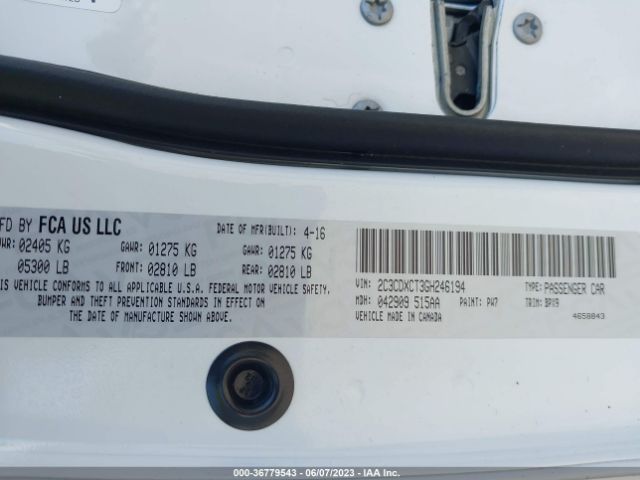 FD BY FCA US LLC
DATE OF MFR(BUILT): 4-16
WR: 02405 KG GAWR: 01275 KG GAWR: 01275 KG
05300 LB FRONT: 02810 LB REAR: 02810 LB
IS VEHICLE CONFORMS TO ALL APPLICABLE U.S.A. FEDERAL MOTOR VEHICLE SAFETY,
BUMPER AND THEFT PREVENTION STANDARDS IN EFFECT ON
THE DATE OF MANUFACTURE SHOWN ABOVE.
VIN: 2C3CDXCT3GH246194 TYPE: PASSENGER CAR
MDH: 042909 515AA PAINT: PW7 TRIM: BPX9
VEHICLE MADE IN CANADA 4658843
000-36779543 - 06/07/2023 - IAA Inc.